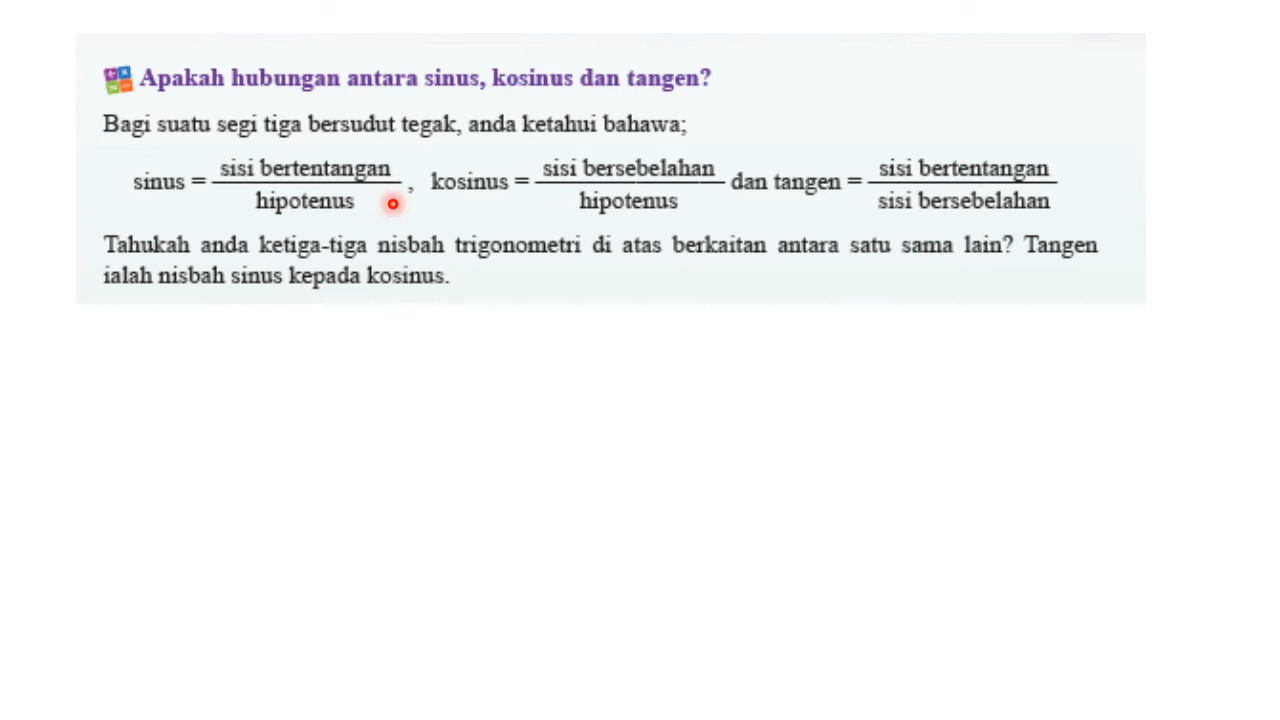 Apakah hubungan antara sinus, kosinus dan tangen?
Bagi suatu segi tiga bersudut tegak, anda ketahui bahawa;
sinus = sisi bertentangan / hipotenus , kosinus = sisi bersebelahan / hipotenus dan tangen = sisi bertentangan / sisi bersebelahan
Tahukah anda ketiga-tiga nisbah trigonometri di atas berkaitan antara satu sama lain? Tangen
ialah nisbah sinus kepada kosinus.